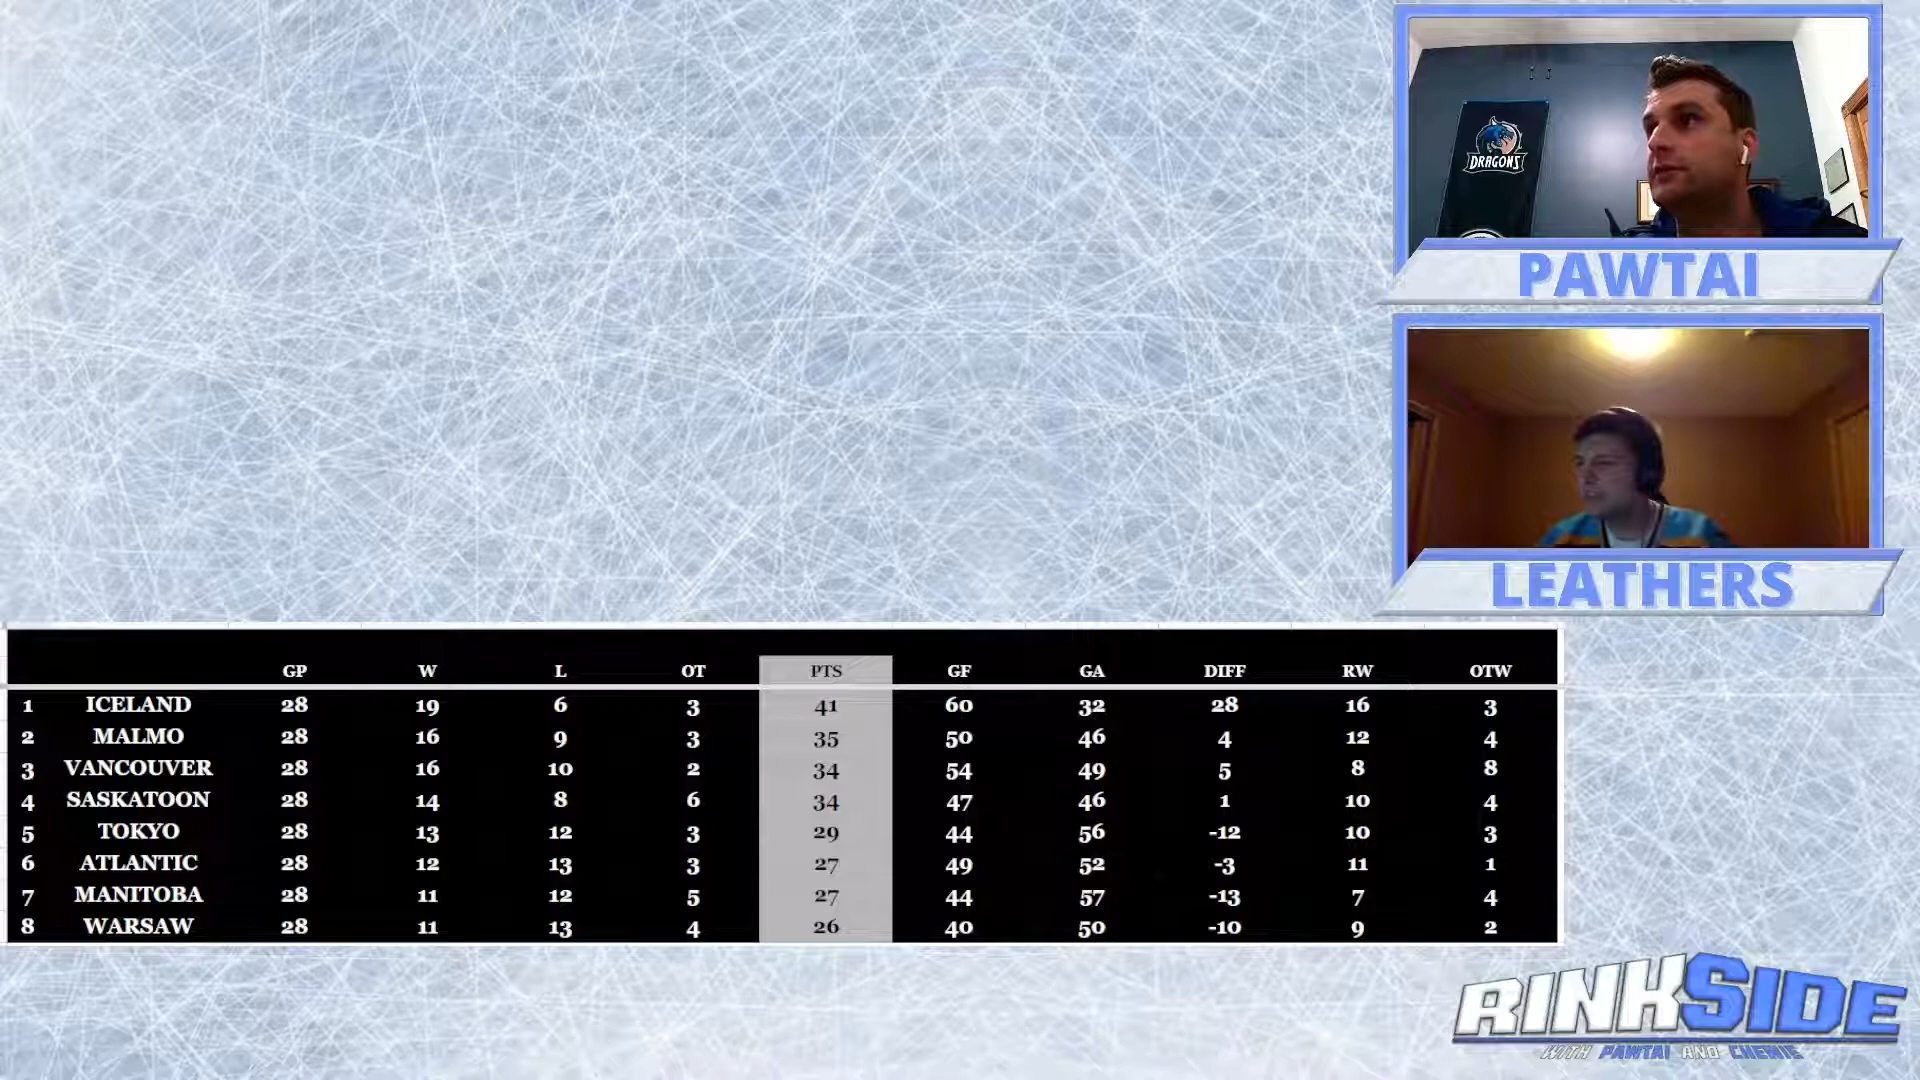 DRAGONS
PAWTAI
LEATHERS
GP W L OT PTS GF GA DIFF RW OTW
1 ICELAND 28 19 6 3 41 60 32 28 16 3
2 MALMO 28 16 9 3 35 50 46 4 12 4
3 VANCOUVER 28 16 10 2 34 54 49 5 8 8
4 SASKATOON 28 14 8 6 34 47 46 1 10 4
5 TOKYO 28 13 12 3 29 44 56 -12 10 3
6 ATLANTIC 28 12 13 3 27 49 52 -3 11 1
7 MANITOBA 28 11 12 5 27 44 57 -13 7 4
8 WARSAW 28 11 13 4 26 40 50 -10 9 2
RINKSIDE
WITH PAWTAI AND CHEWIE